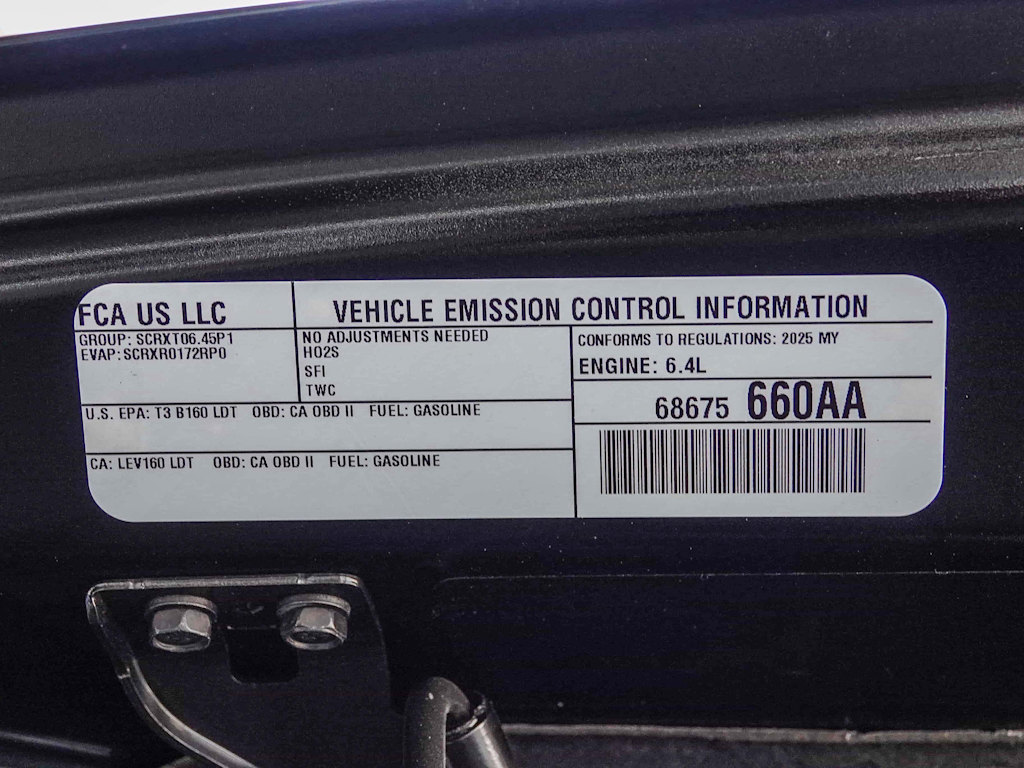 FCA US LLC
VEHICLE EMISSION CONTROL INFORMATION
GROUP: SCRXT06.45P1
EVAP: SCRXR0172RP0
NO ADJUSTMENTS NEEDED
HO2S
SFI
TWC
CONFORMS TO REGULATIONS: 2025 MY
ENGINE: 6.4L
68675 660AA
U.S. EPA: T3 B160 LDT OBD: CA OBD II FUEL: GASOLINE
CA: LEV160 LDT OBD: CA OBD II FUEL: GASOLINE